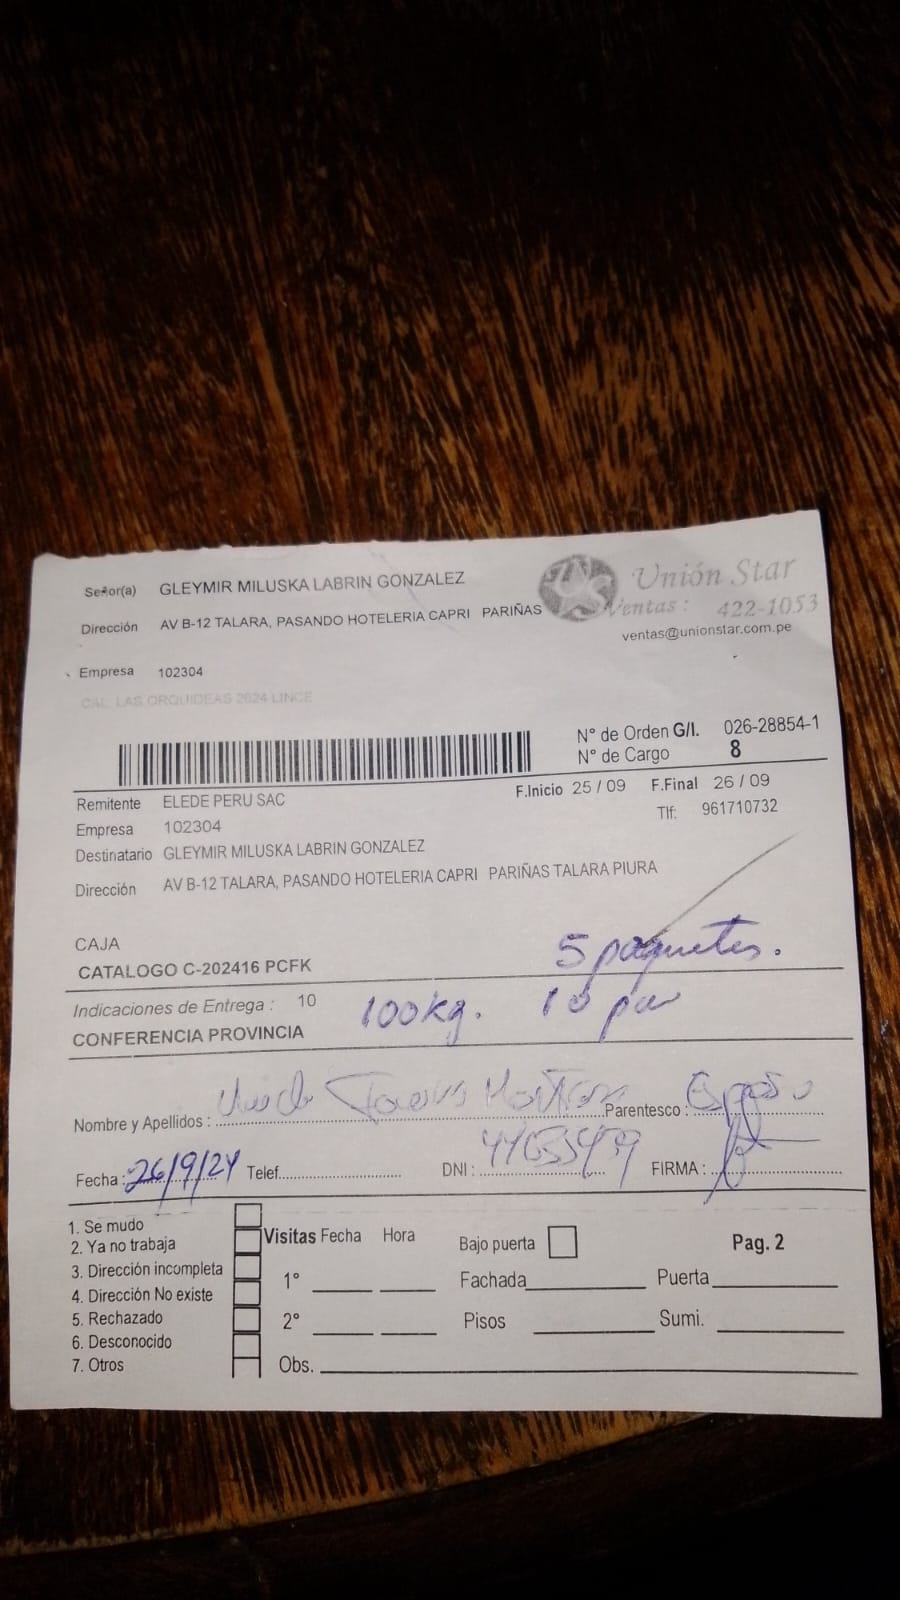 Señor(a) GLEYMIR MILUSKA LABRIN GONZALEZ
Unión Star
Dirección AV B-12 TALARA, PASANDO HOTELERIA CAPRI PARIÑAS
Ventas : 422-1053
ventas@unionstar.com.pe
Empresa 102304
CAL. LAS ORQUIDEAS 2624 LINCE
N° de Orden G/I. 026-28854-1
N° de Cargo 8
F.Inicio 25 / 09 F.Final 26 / 09
Remitente ELEDE PERU SAC
Tlf: 961710732
Empresa 102304
Destinatario GLEYMIR MILUSKA LABRIN GONZALEZ
Dirección AV B-12 TALARA, PASANDO HOTELERIA CAPRI PARIÑAS TALARA PIURA
CAJA
5 paquetes.
CATALOGO C-202416 PCFK
Indicaciones de Entrega : 10
100kg. 10
CONFERENCIA PROVINCIA
Nombre y Apellidos : Parentesco : Esposo
Fecha : 26/9/24 Telef. DNI : FIRMA :
1. Se mudo
2. Ya no trabaja
3. Dirección incompleta
4. Dirección No existe
5. Rechazado
6. Desconocido
7. Otros
Visitas Fecha Hora
1°
2°
Obs.
Bajo puerta
Pag. 2
Fachada Puerta
Pisos Sumi.